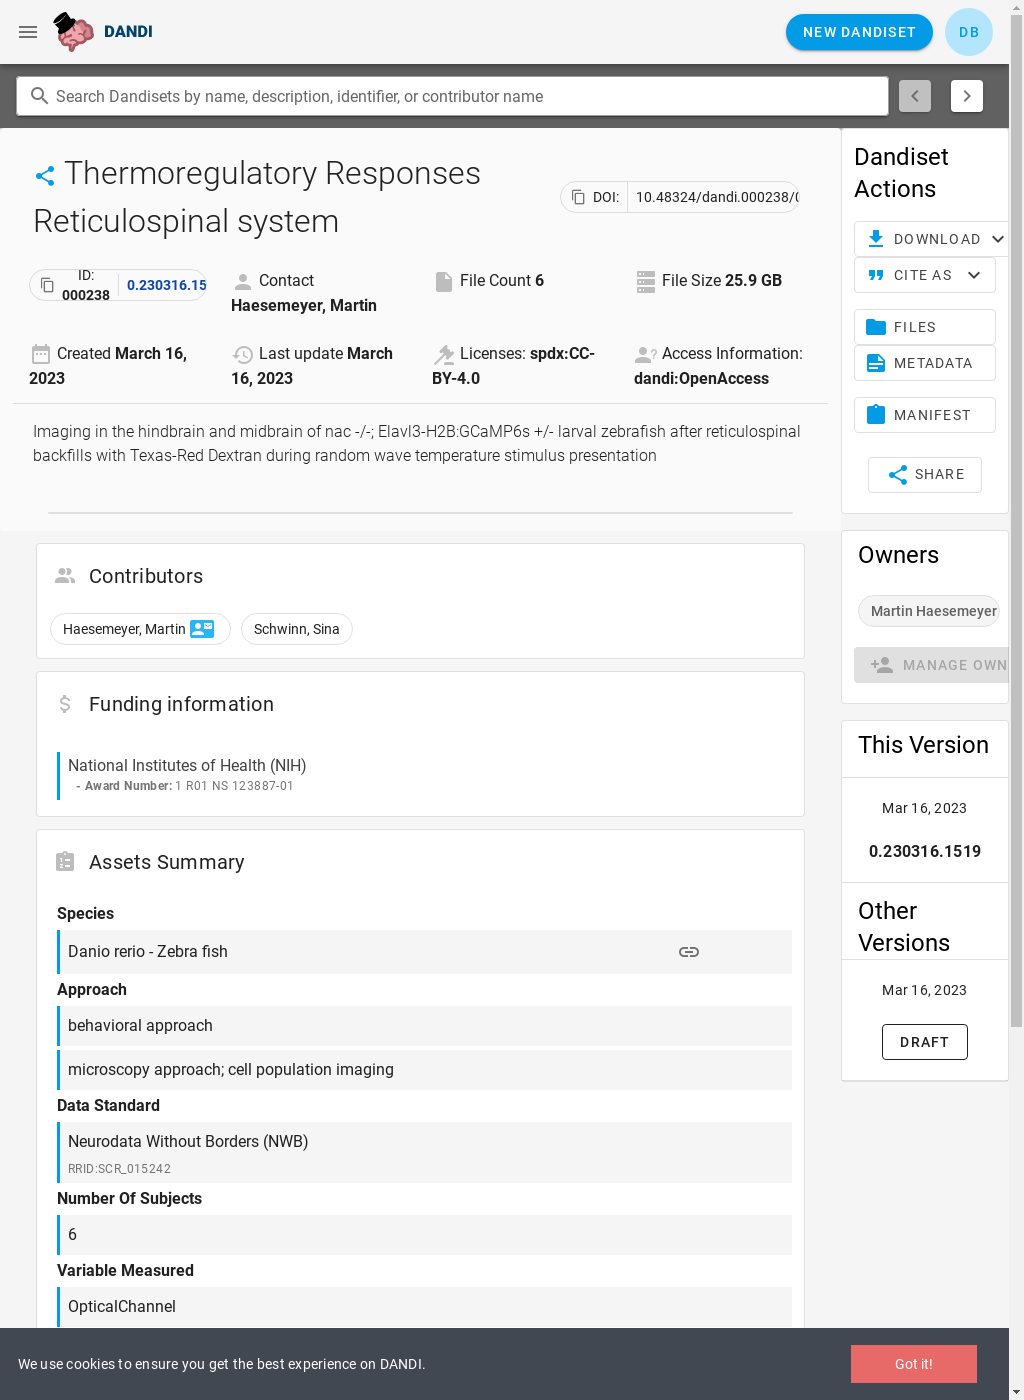 DANDI
NEW DANDISET
DB
Search Dandisets by name, description, identifier, or contributor name
Thermoregulatory Responses
Reticulospinal system
DOI: 10.48324/dandi.000238/
ID:
000238
0.230316.15
Contact
Haesemeyer, Martin
File Count 6
File Size 25.9 GB
Created March 16,
2023
Last update March
16, 2023
Licenses: spdx:CC-
BY-4.0
Access Information:
dandi:OpenAccess
Imaging in the hindbrain and midbrain of nac -/-; Elavl3-H2B:GCaMP6s +/- larval zebrafish after reticulospinal
backfills with Texas-Red Dextran during random wave temperature stimulus presentation
Contributors
Haesemeyer, Martin
Schwinn, Sina
Funding information
National Institutes of Health (NIH)
- Award Number: 1 R01 NS 123887-01
Assets Summary
Species
Danio rerio - Zebra fish
Approach
behavioral approach
microscopy approach; cell population imaging
Data Standard
Neurodata Without Borders (NWB)
RRID:SCR_015242
Number Of Subjects
6
Variable Measured
OpticalChannel
Dandiset
Actions
DOWNLOAD
CITE AS
FILES
METADATA
MANIFEST
SHARE
Owners
Martin Haesemeyer
MANAGE OWN
This Version
Mar 16, 2023
0.230316.1519
Other
Versions
Mar 16, 2023
DRAFT
We use cookies to ensure you get the best experience on DANDI.
Got it!